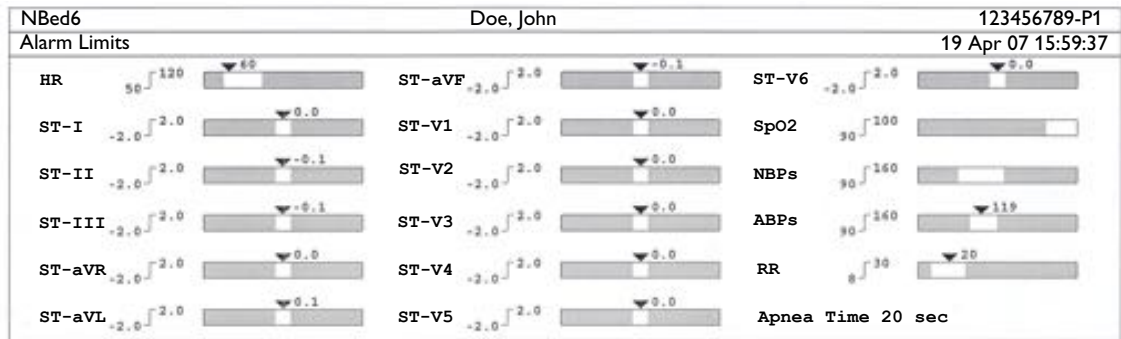 NBed6 Doe, John 123456789-P1
Alarm Limits 19 Apr 07 15:59:37
HR 50 120 60
ST-aVF -2.0 2.0 -0.1
ST-V6 -2.0 2.0 0.0
ST-I -2.0 2.0 0.0
ST-V1 -2.0 2.0 0.0
SpO2 90 100
ST-II -2.0 2.0 -0.1
ST-V2 -2.0 2.0 0.0
NBPs 90 160
ST-III -2.0 2.0 -0.1
ST-V3 -2.0 2.0 0.0
ABPs 90 160 119
ST-aVR -2.0 2.0 0.0
ST-V4 -2.0 2.0 0.0
RR 8 30 20
ST-aVL -2.0 2.0 0.1
ST-V5 -2.0 2.0 0.0
Apnea Time 20 sec